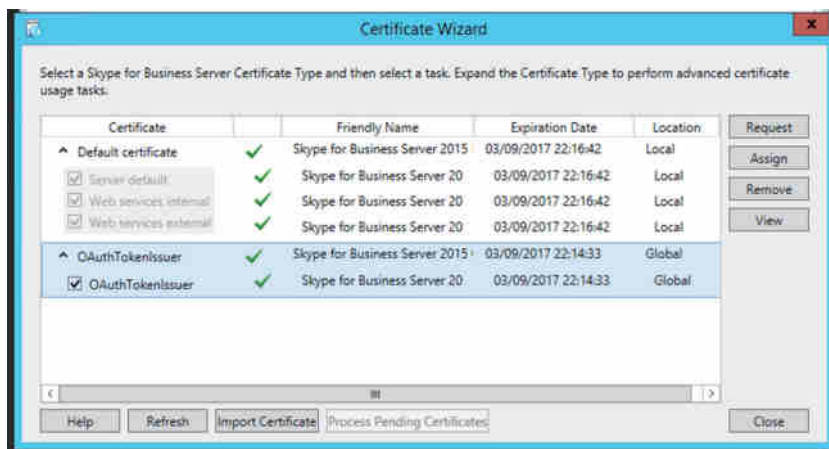 Certificate Wizard
x
Select a Skype for Business Server Certificate Type and then select a task. Expand the Certificate Type to perform advanced certificate
usage tasks.
Certificate Friendly Name Expiration Date Location
Default certificate Skype for Business Server 2015 03/09/2017 22:16:42 Local
Server default Skype for Business Server 20 03/09/2017 22:16:42 Local
Web services internal Skype for Business Server 20 03/09/2017 22:16:42 Local
Web services external Skype for Business Server 20 03/09/2017 22:16:42 Local
OAuthTokenIssuer Skype for Business Server 2015 03/09/2017 22:14:33 Global
OAuthTokenIssuer Skype for Business Server 20 03/09/2017 22:14:33 Global
Request
Assign
Remove
View
Help Refresh Import Certificate Process Pending Certificates Close